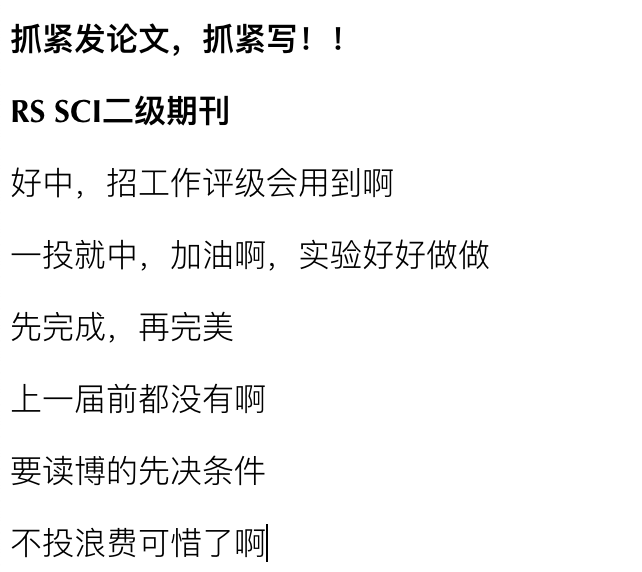 抓紧发论文，抓紧写！！
RS SCI二级期刊
好中，招工作评级会用到啊
一投就中，加油啊，实验好好做做
先完成，再完美
上一届前都没有啊
要读博的先决条件
不投浪费可惜了啊